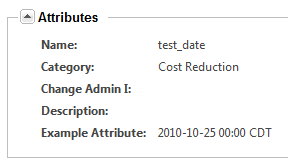 Attributes
Name: test_date
Category: Cost Reduction
Change Admin I:
Description:
Example Attribute: 2010-10-25 00:00 CDT